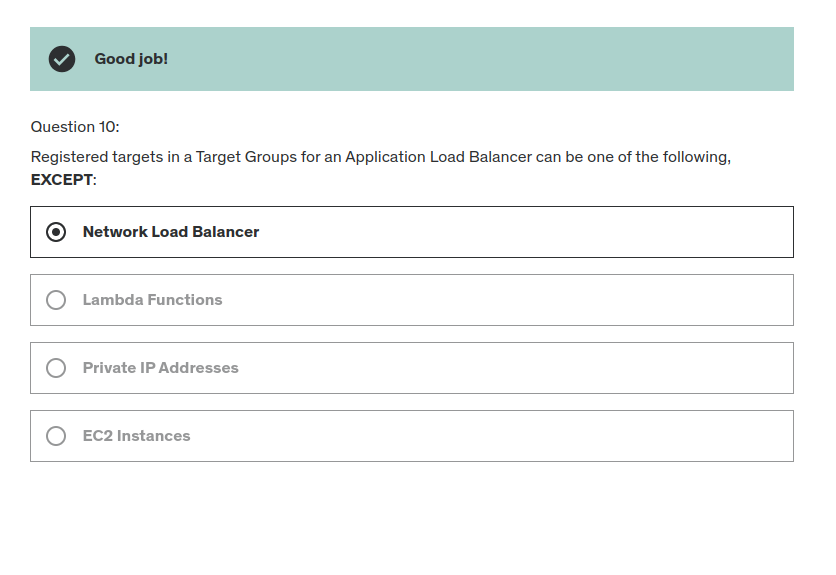 Good job!
Question 10:
Registered targets in a Target Groups for an Application Load Balancer can be one of the following,
EXCEPT:
Network Load Balancer
Lambda Functions
Private IP Addresses
EC2 Instances